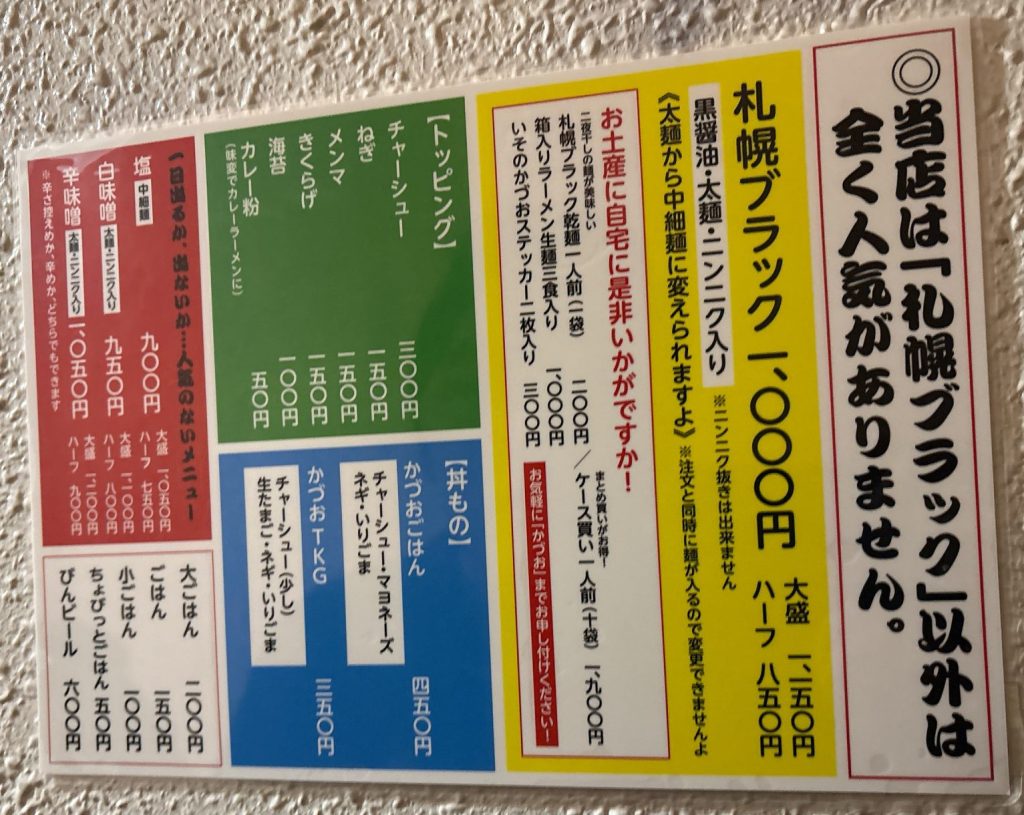 ◎当店は「札幌ブラック」以外は
全く人気がありません。
札幌ブラック 一、〇〇〇円
大盛 一、一五〇円
ハーフ 八五〇円
黒醤油・太麺・ニンニク入り
※ニンニク抜きは出来ません
《太麺から中細麺に変えられますよ》
※注文と同時に麺が入るので変更できませんよ
お土産に自宅に是非いかがですか！
二夜干しの麺が美味しい
札幌ブラック乾麺一人前(一袋) 二〇〇円／ケース買い一人前(十袋) 一、九〇〇円
まとめ買いがお得！
箱入りラーメン生麺三食入り 一、〇〇〇円
いそのかづおステッカー二枚入り 三〇〇円
お気軽に「かづお」までお申し付けください！
【トッピング】
チャーシュー 三〇〇円
ねぎ 一五〇円
メンマ 一五〇円
きくらげ 一五〇円
海苔 一〇〇円
カレー粉 五〇円
(味変でカレーラーメンに)
【丼もの】
かづおごはん 四五〇円
チャーシュー・マヨネーズ
ネギ・いりごま
かづおTKG 三五〇円
チャーシュー(少し)
生たまご・ネギ・いりごま
一日出るか、出ないか…人気のないメニュー
塩 中細麺 九〇〇円
大盛 一、〇五〇円
ハーフ 七五〇円
白味噌 太麺・ニンニク入り 九五〇円
大盛 一、一〇〇円
ハーフ 八〇〇円
辛味噌 太麺・ニンニク入り 一、〇五〇円
大盛 一、二〇〇円
ハーフ 九〇〇円
※辛さ控えめか、辛めか、どちらでもできます
大ごはん 二〇〇円
ごはん 一五〇円
小ごはん 一〇〇円
ちょびっとごはん 五〇円
びんビール 六〇〇円